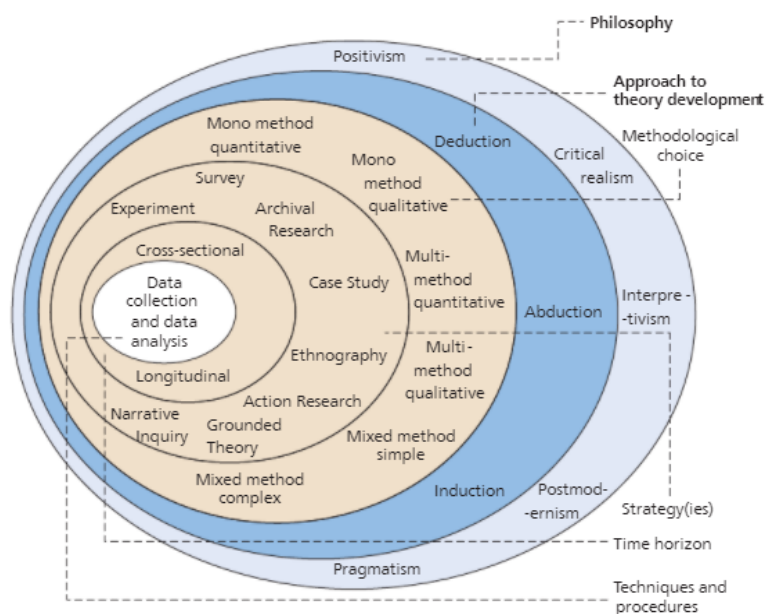 Philosophy
Positivism
Approach to
theory development
Mono method
quantitative
Deduction
Methodological
choice
Mono
method
qualitative
Critical
realism
Survey
Experiment
Archival
Research
Cross-sectional
Multi-
method
quantitative
Data
collection
and data
analysis
Case Study
Abduction
Interpre-
-tivism
Ethnography
Multi-
method
qualitative
Longitudinal
Action Research
Narrative
Inquiry
Grounded
Theory
Mixed method
simple
Mixed method
complex
Induction
Postmod-
-ernism
Strategy(ies)
Time horizon
Pragmatism
Techniques and
procedures